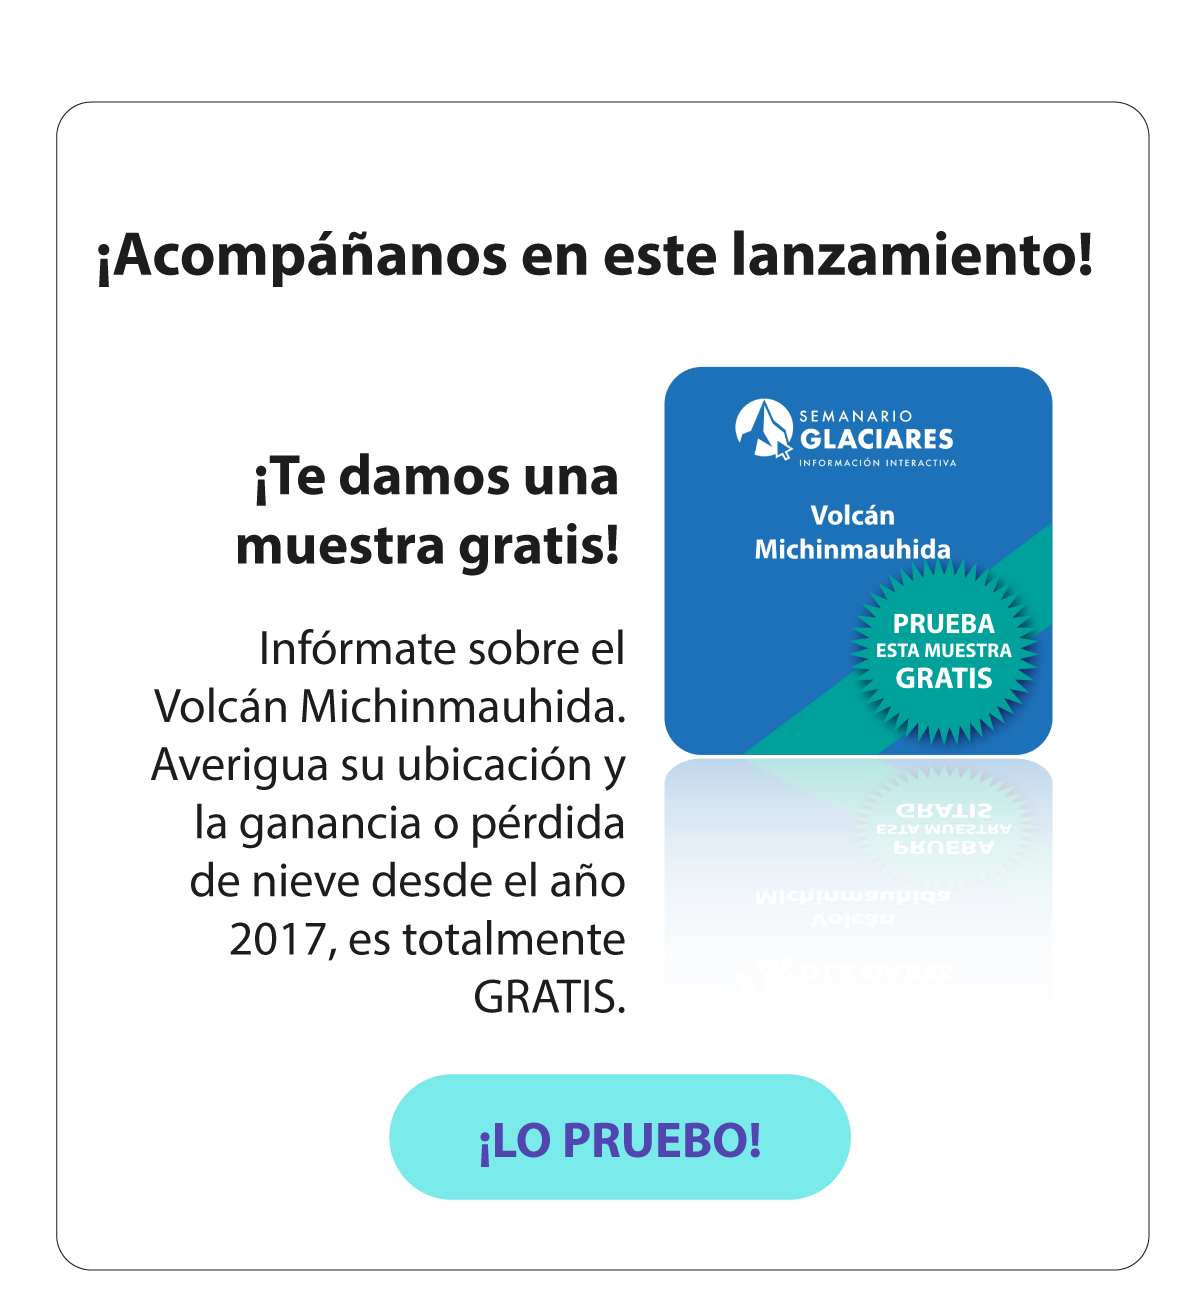 ¡Acompáñanos en este lanzamiento!
¡Te damos una
muestra gratis!
Infórmate sobre el
Volcán Michinmauhida.
Averigua su ubicación y
la ganancia o pérdida
de nieve desde el año
2017, es totalmente
GRATIS.
SEMANARIO
GLACIARES
INFORMACIÓN INTERACTIVA
Volcán
Michinmauhida
PRUEBA
ESTA MUESTRA
GRATIS
¡LO PRUEBO!